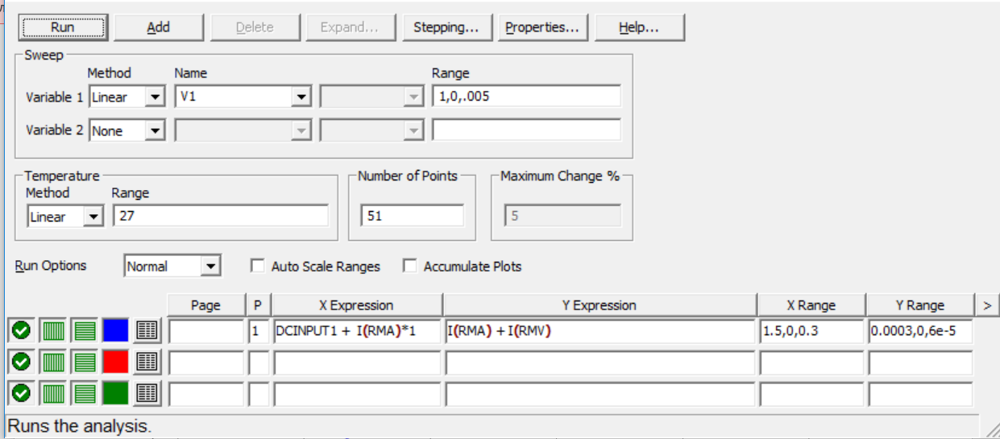 Run Add Delete Expand... Stepping... Properties... Help...
Sweep
Method Name Range
Variable 1 Linear V1 1,0,.005
Variable 2 None
Temperature Number of Points Maximum Change %
Method Range
Linear 27 51 5
Run Options Normal Auto Scale Ranges Accumulate Plots
Page P X Expression Y Expression X Range Y Range >
1 DCINPUT1 + I(RMA)*1 I(RMA) + I(RMV) 1.5,0,0.3 0.0003,0,6e-5
Runs the analysis.